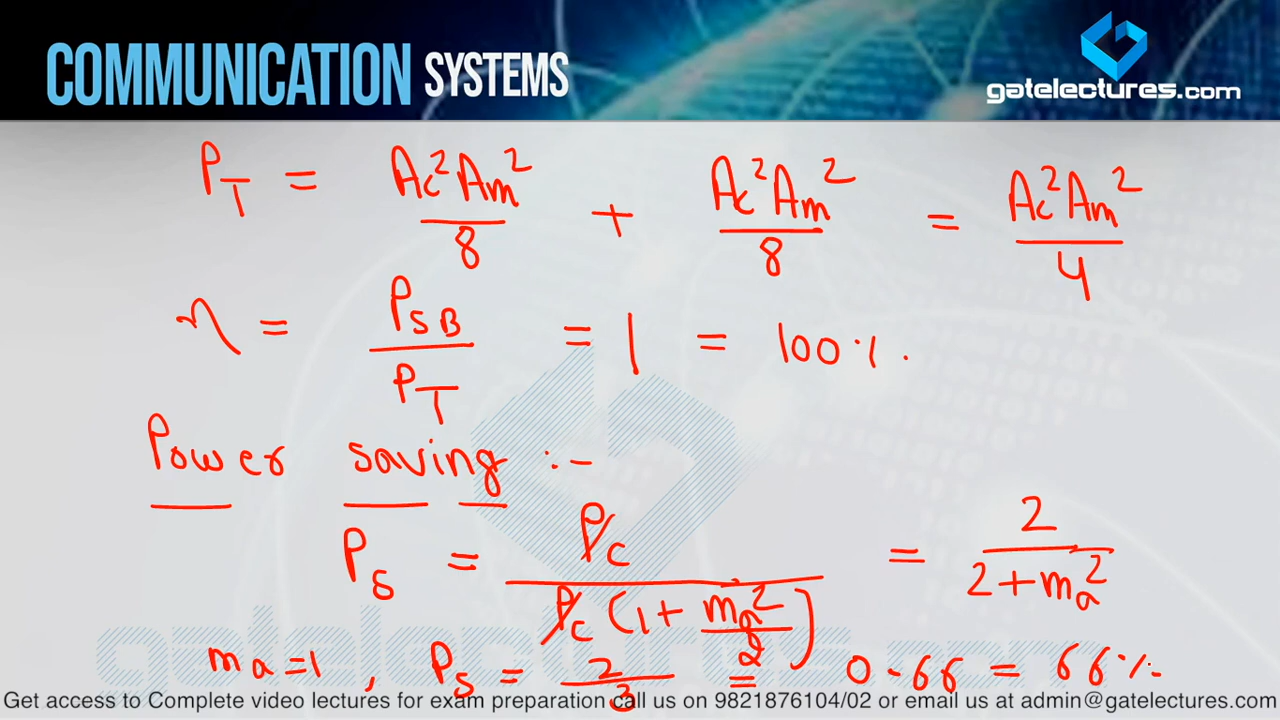 COMMUNICATION SYSTEMS
gatelectures.com
P_T = Ac²Am²/8 + Ac²Am²/8 = Ac²Am²/4
η = P_SB/P_T = 1 = 100%.
Power saving :-
P_s = P_c/(P_c(1+m_a²/2)) = 2/(2+m_a²)
m_a=1, P_s = 2/3 = 0.66 = 66%
gatelectures.com
Get access to Complete video lectures for exam preparation call us on 9821876104/02 or email us at admin@gatelectures.com